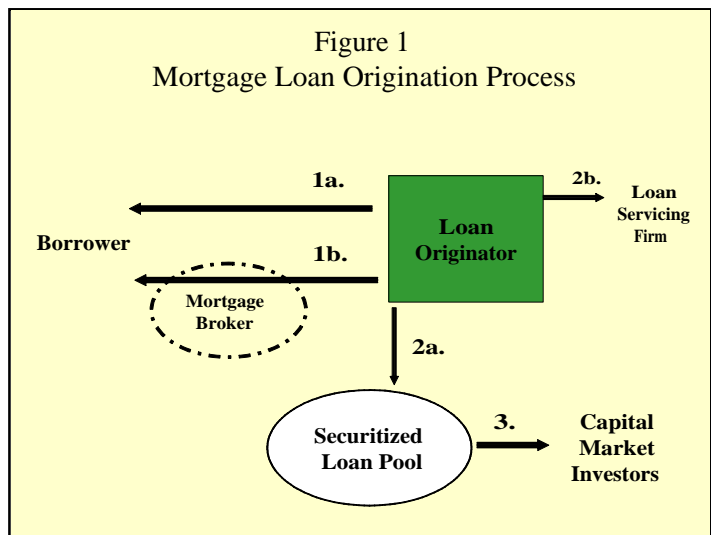 Figure 1
Mortgage Loan Origination Process
1a.
2b.
Loan
Servicing
Firm
Borrower
Loan
Originator
1b.
Mortgage
Broker
2a.
Securitized
Loan Pool
3.
Capital
Market
Investors